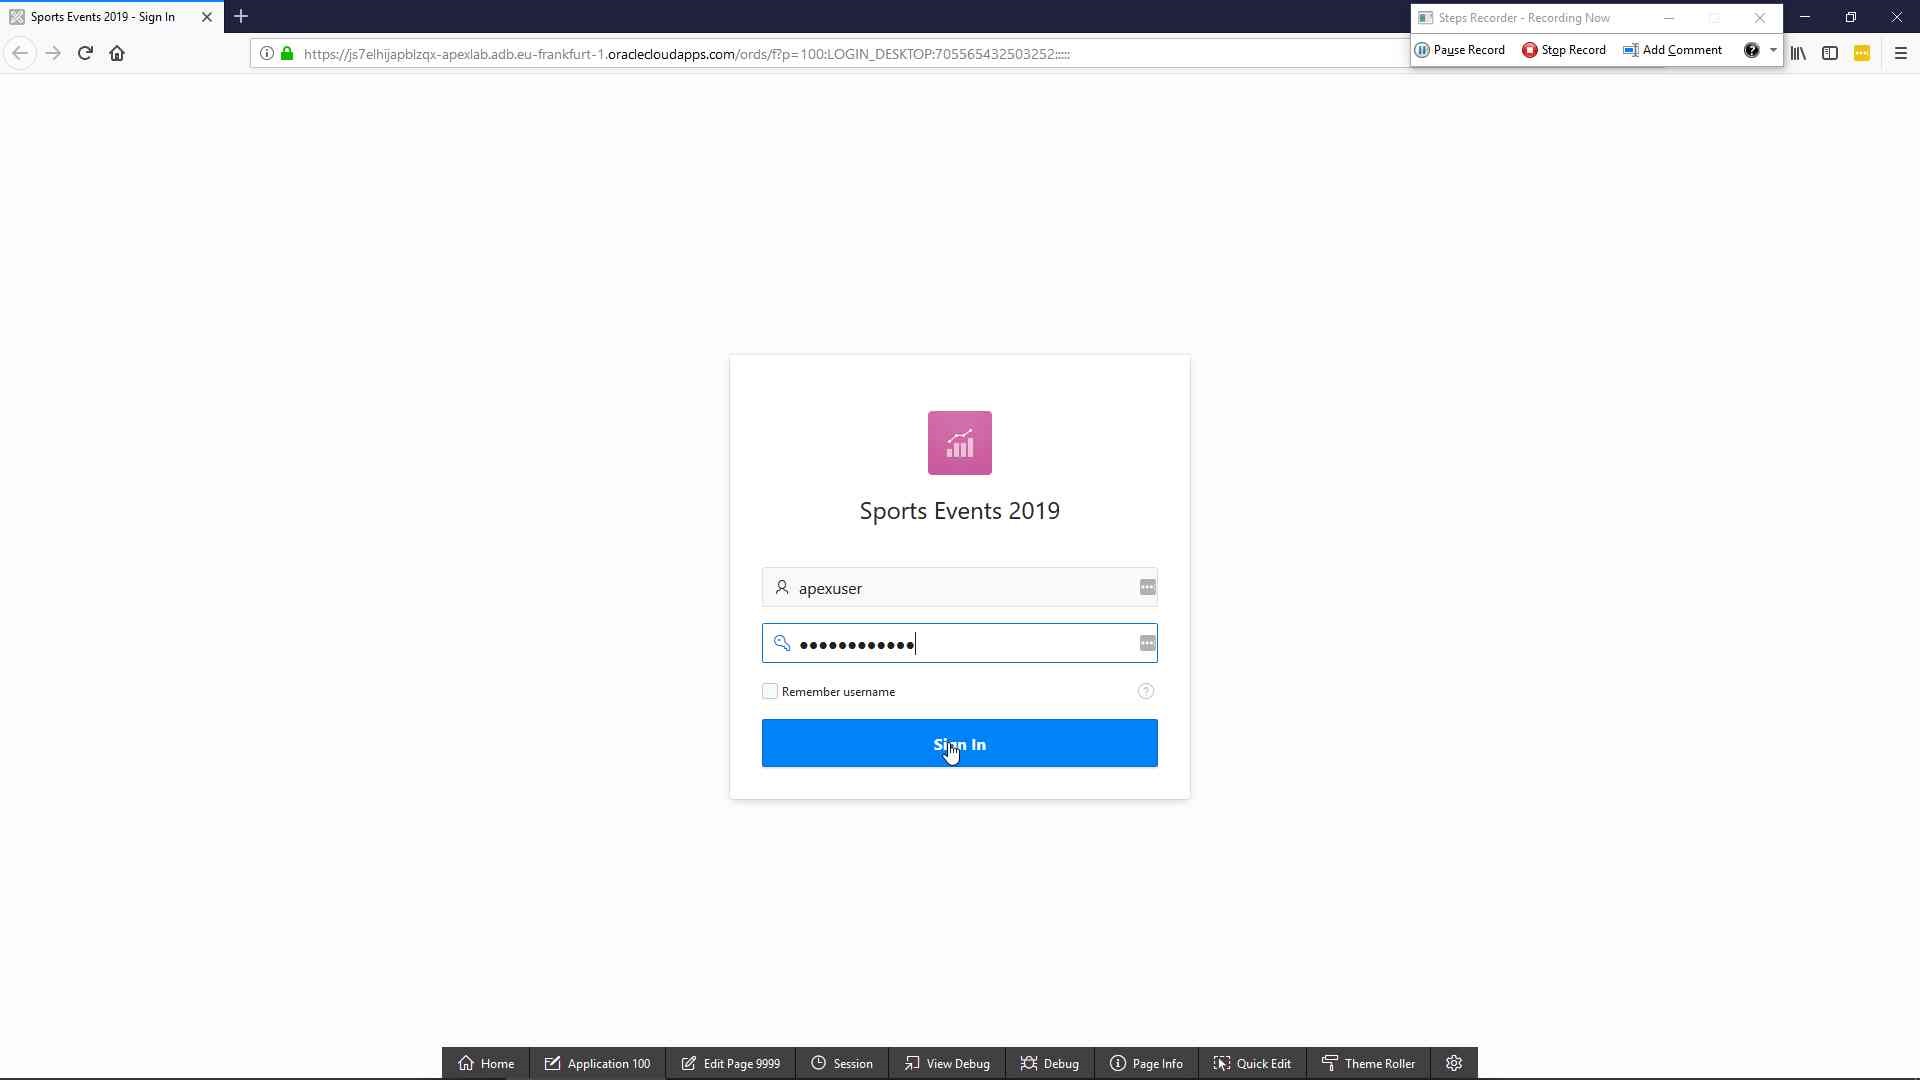 Sports Events 2019 - Sign In
Steps Recorder - Recording Now
https://js7elhijapblzqx-apexlab.adb.eu-frankfurt-1.oraclecloudapps.com/ords/f?p=100:LOGIN_DESKTOP:705565432503252:::::
Pause Record
Stop Record
Add Comment
Sports Events 2019
apexuser
Remember username
Sign In
Home
Application 100
Edit Page 9999
Session
View Debug
Debug
Page Info
Quick Edit
Theme Roller